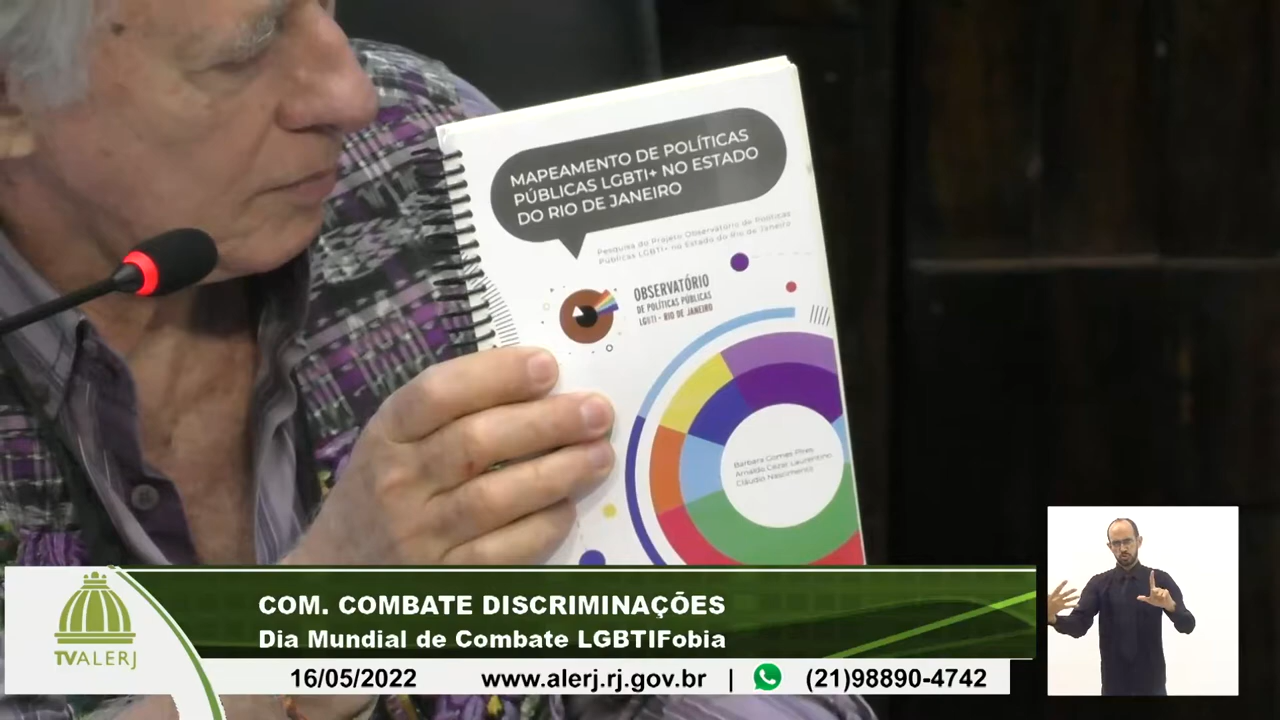 MAPEAMENTO DE POLÍTICAS
PÚBLICAS LGBTI+ NO ESTADO
DO RIO DE JANEIRO
Pesquisa do Projeto Observatório de Políticas
Públicas LGBTI+ no Estado do Rio de Janeiro
OBSERVATÓRIO
DE POLÍTICAS PÚBLICAS
LGBTI+ RIO DE JANEIRO
Barbara Gomes Pires
Arnaldo Cezar Laurentino
Cláudio Nascimento
COM. COMBATE DISCRIMINAÇÕES
Dia Mundial de Combate LGBTIFobia
TVALERJ
16/05/2022 www.alerj.rj.gov.br | (21)98890-4742